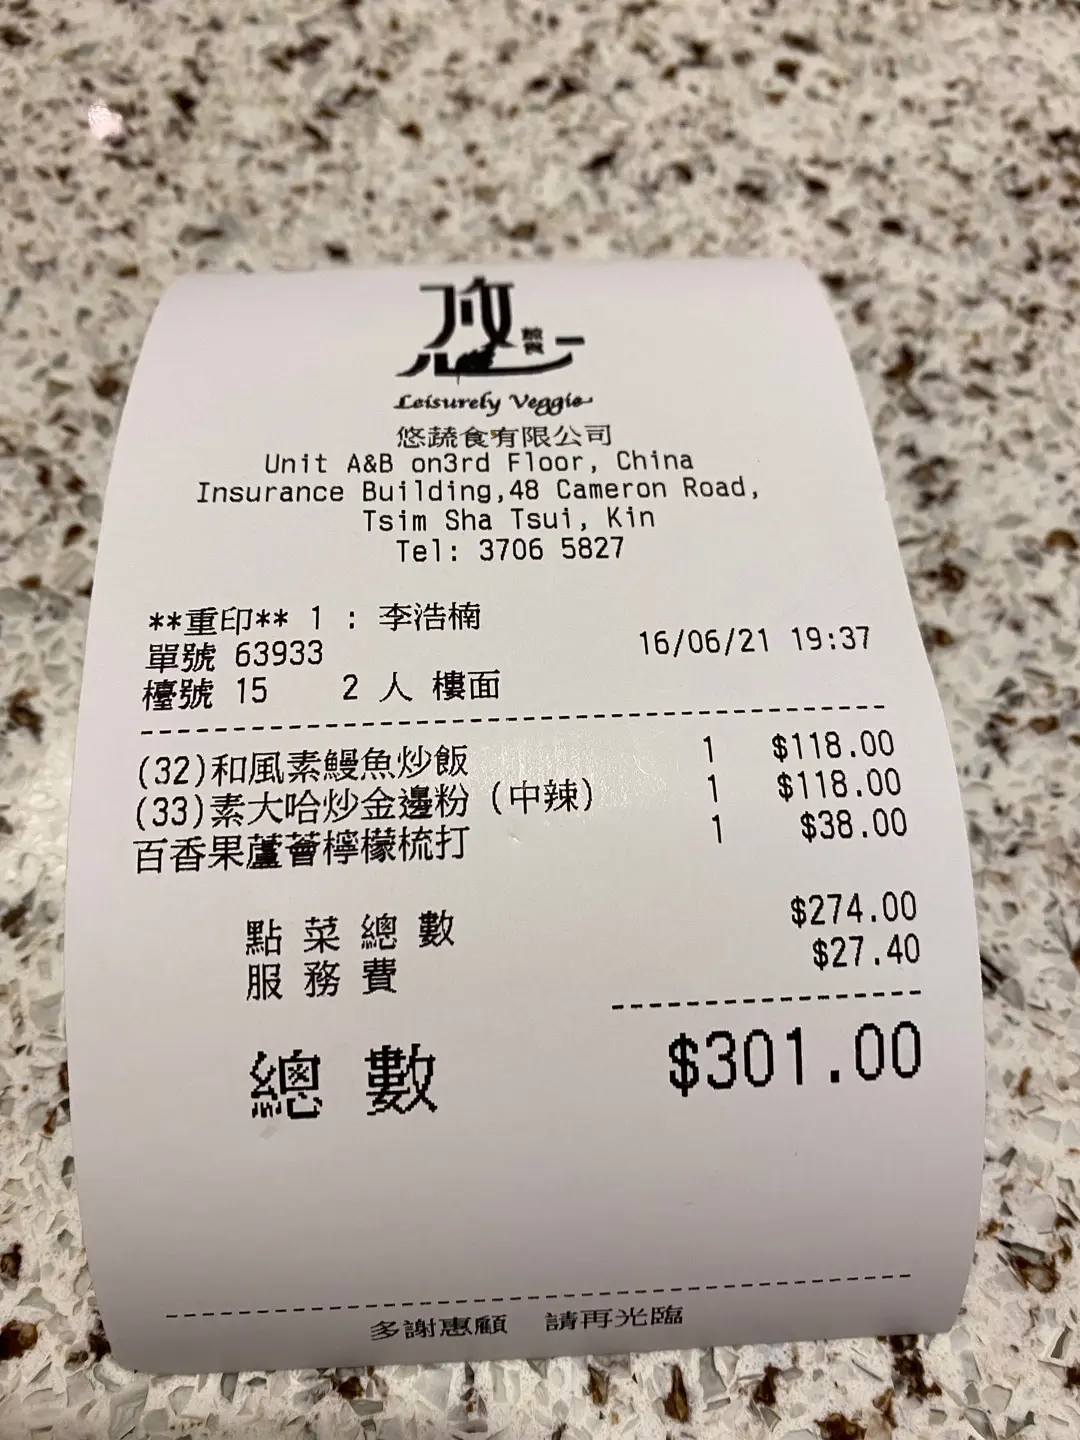 悠
蔬食
Leisurely Veggie
悠蔬食有限公司
Unit A&B on3rd Floor, China
Insurance Building,48 Cameron Road,
Tsim Sha Tsui, Kin
Tel: 3706 5827
**重印** 1 : 李浩楠
單號 63933 16/06/21 19:37
檯號 15 2 人 樓面
(32)和風素鰻魚炒飯 1 $118.00
(33)素大哈炒金邊粉 (中辣) 1 $118.00
百香果蘆薈檸檬梳打 1 $38.00
點菜總數 $274.00
服務費 $27.40
總數 $301.00
多謝惠顧 請再光臨